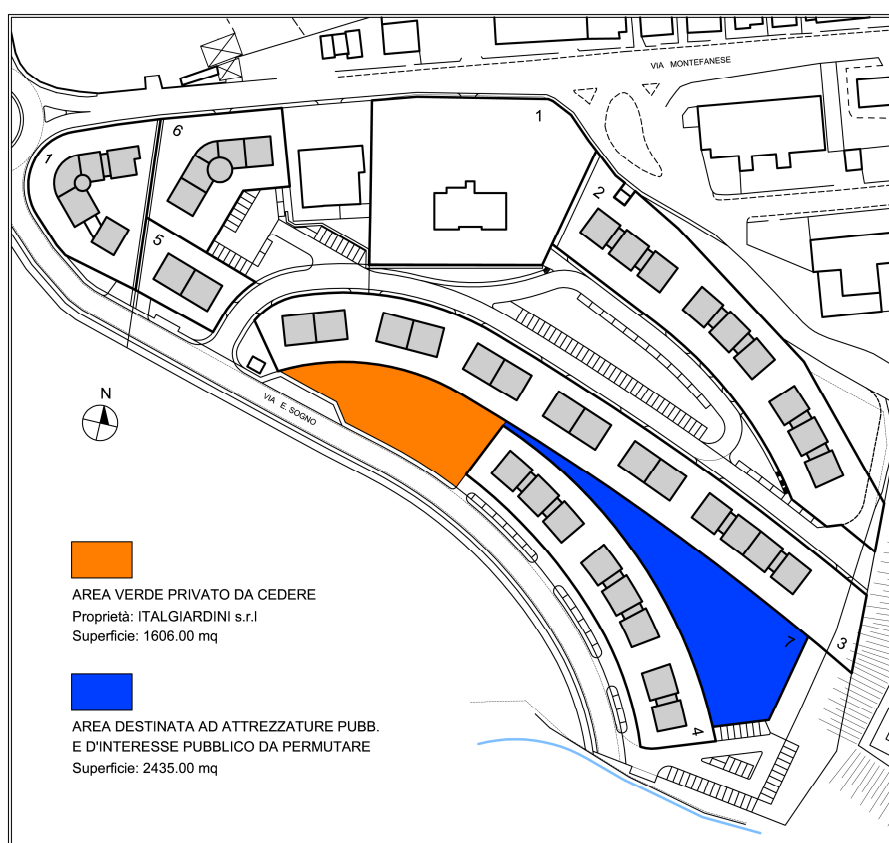 VIA MONTEFANESE
6
1
1
2
5
N
VIA E. SOGNO
AREA VERDE PRIVATO DA CEDERE
Proprietà: ITALGIARDINI s.r.l
Superficie: 1606.00 mq
7
3
AREA DESTINATA AD ATTREZZATURE PUBB.
E D'INTERESSE PUBBLICO DA PERMUTARE
Superficie: 2435.00 mq
4